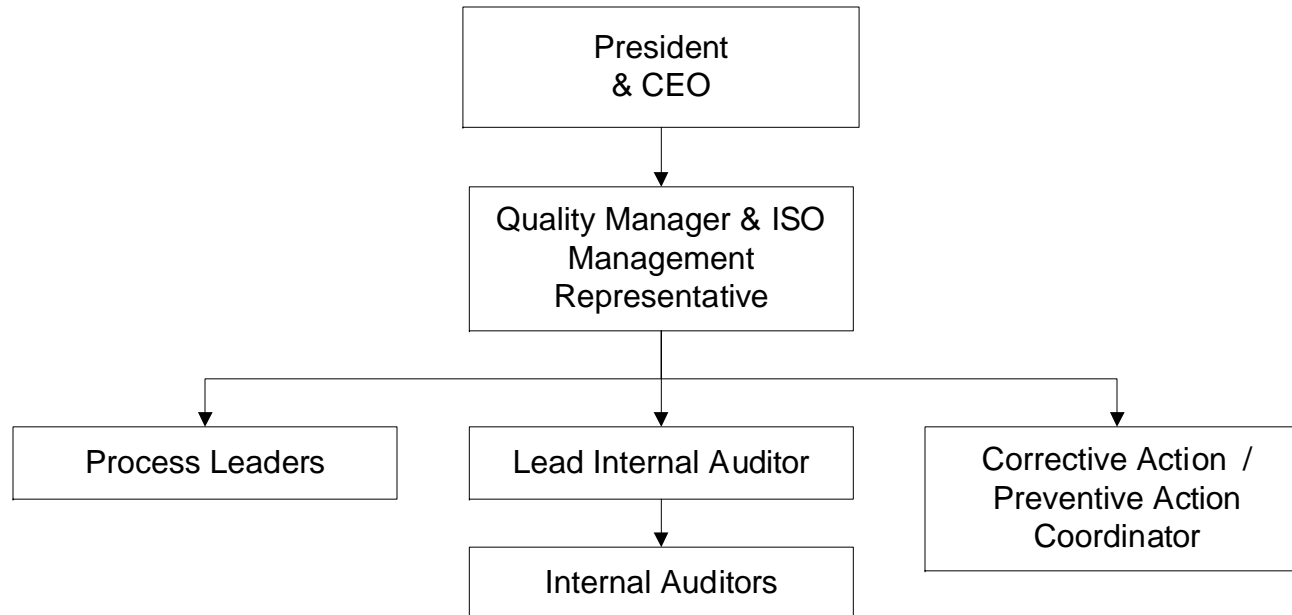 President
& CEO
Quality Manager & ISO
Management
Representative
Process Leaders
Lead Internal Auditor
Corrective Action /
Preventive Action
Coordinator
Internal Auditors